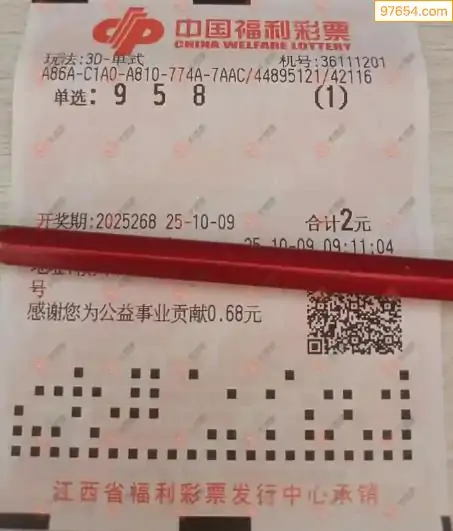 97654.com
中国福利彩票
CHINA WELFARE LOTTERY
玩法:3D-单式 机号:36111201
A86A-C1A0-A810-774A-7AAC/44895121/42116
单选: 9 5 8 (1)
开奖期:2025268 25-10-09 合计2元
25-10-09 09:11:04
号
感谢您为公益事业贡献0.68元
江西省福利彩票发行中心承销